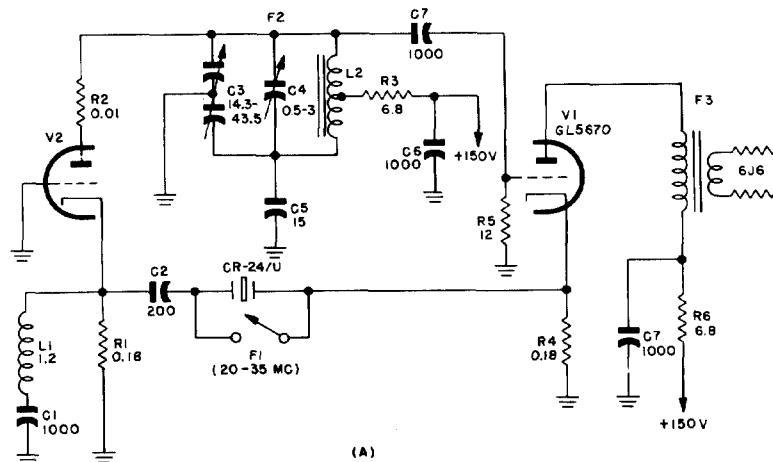 F2
C7
1000
R2
0.01
V2
C3
14.3-
43.5
C4
0.5-3
L2
R3
6.8
C6
1000
+150V
V1
GL5670
F3
6J6
R5
12
C5
15
CR-24/U
C2
200
F1
(20-35 MC)
L1
1.2
R1
0.18
C1
1000
R4
0.18
C7
1000
R6
6.8
+150V
(A)